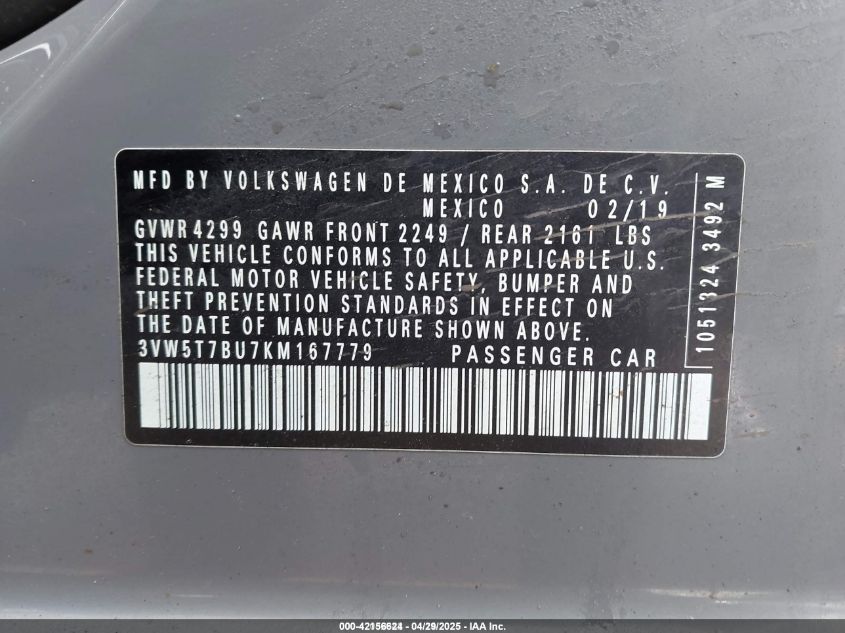 MFD BY VOLKSWAGEN DE MEXICO S.A. DE C.V.
MEXICO 02/19
GVWR 4299 GAWR FRONT 2249 / REAR 2161 LBS
THIS VEHICLE CONFORMS TO ALL APPLICABLE U.S.
FEDERAL MOTOR VEHICLE SAFETY, BUMPER AND
THEFT PREVENTION STANDARDS IN EFFECT ON
THE DATE OF MANUFACTURE SHOWN ABOVE.
3VW5T7BU7KM167779 PASSENGER CAR
1051324 3492 M
000-42156624 - 04/29/2025 - IAA Inc.